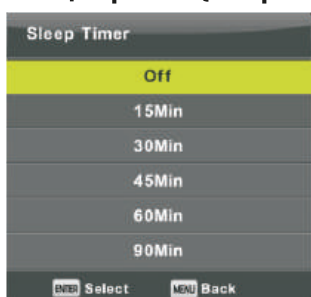 Sleep Timer
Off
15Min
30Min
45Min
60Min
90Min
ENTER Select MENU Back